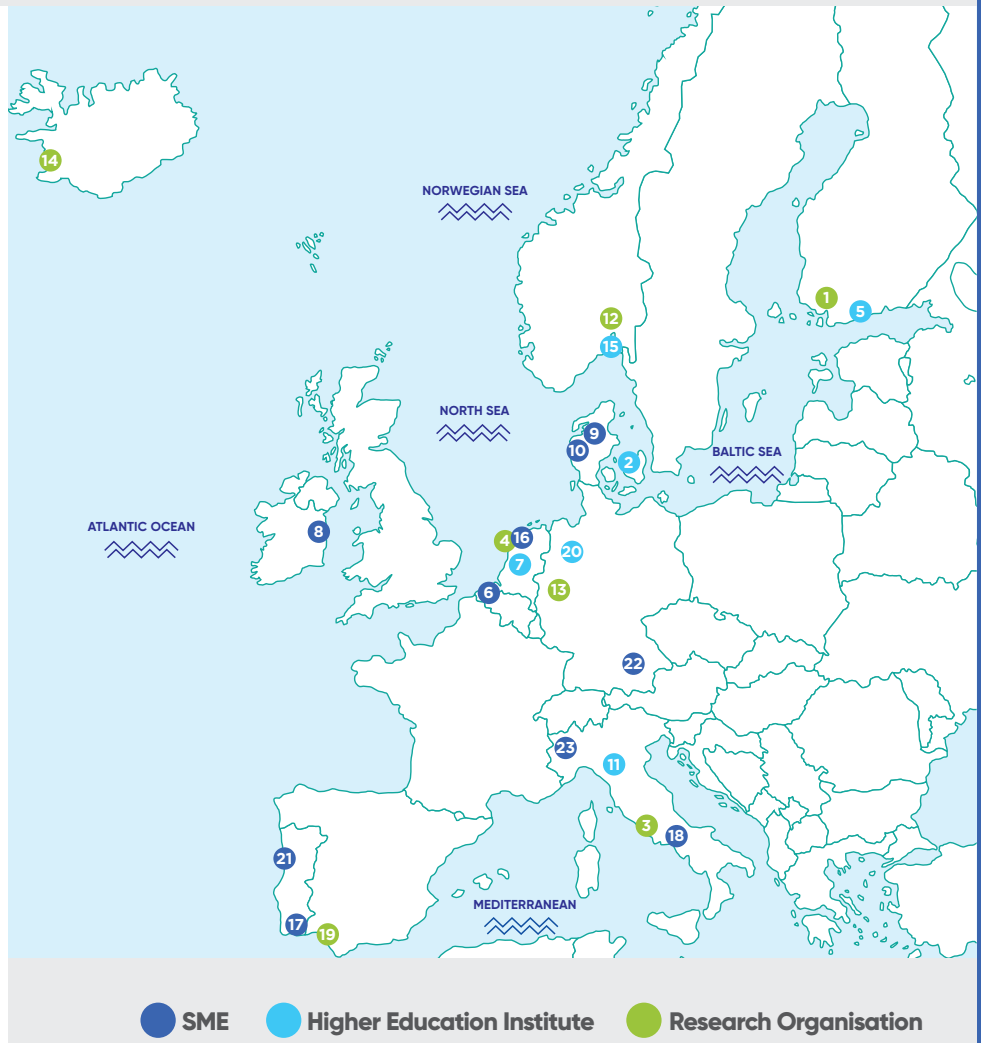 14
NORWEGIAN SEA
1
5
12
15
NORTH SEA
9
10
2
BALTIC SEA
ATLANTIC OCEAN
8
4
16
20
7
6
13
22
23
11
3
18
21
MEDITERRANEAN
17
19
SME
Higher Education Institute
Research Organisation